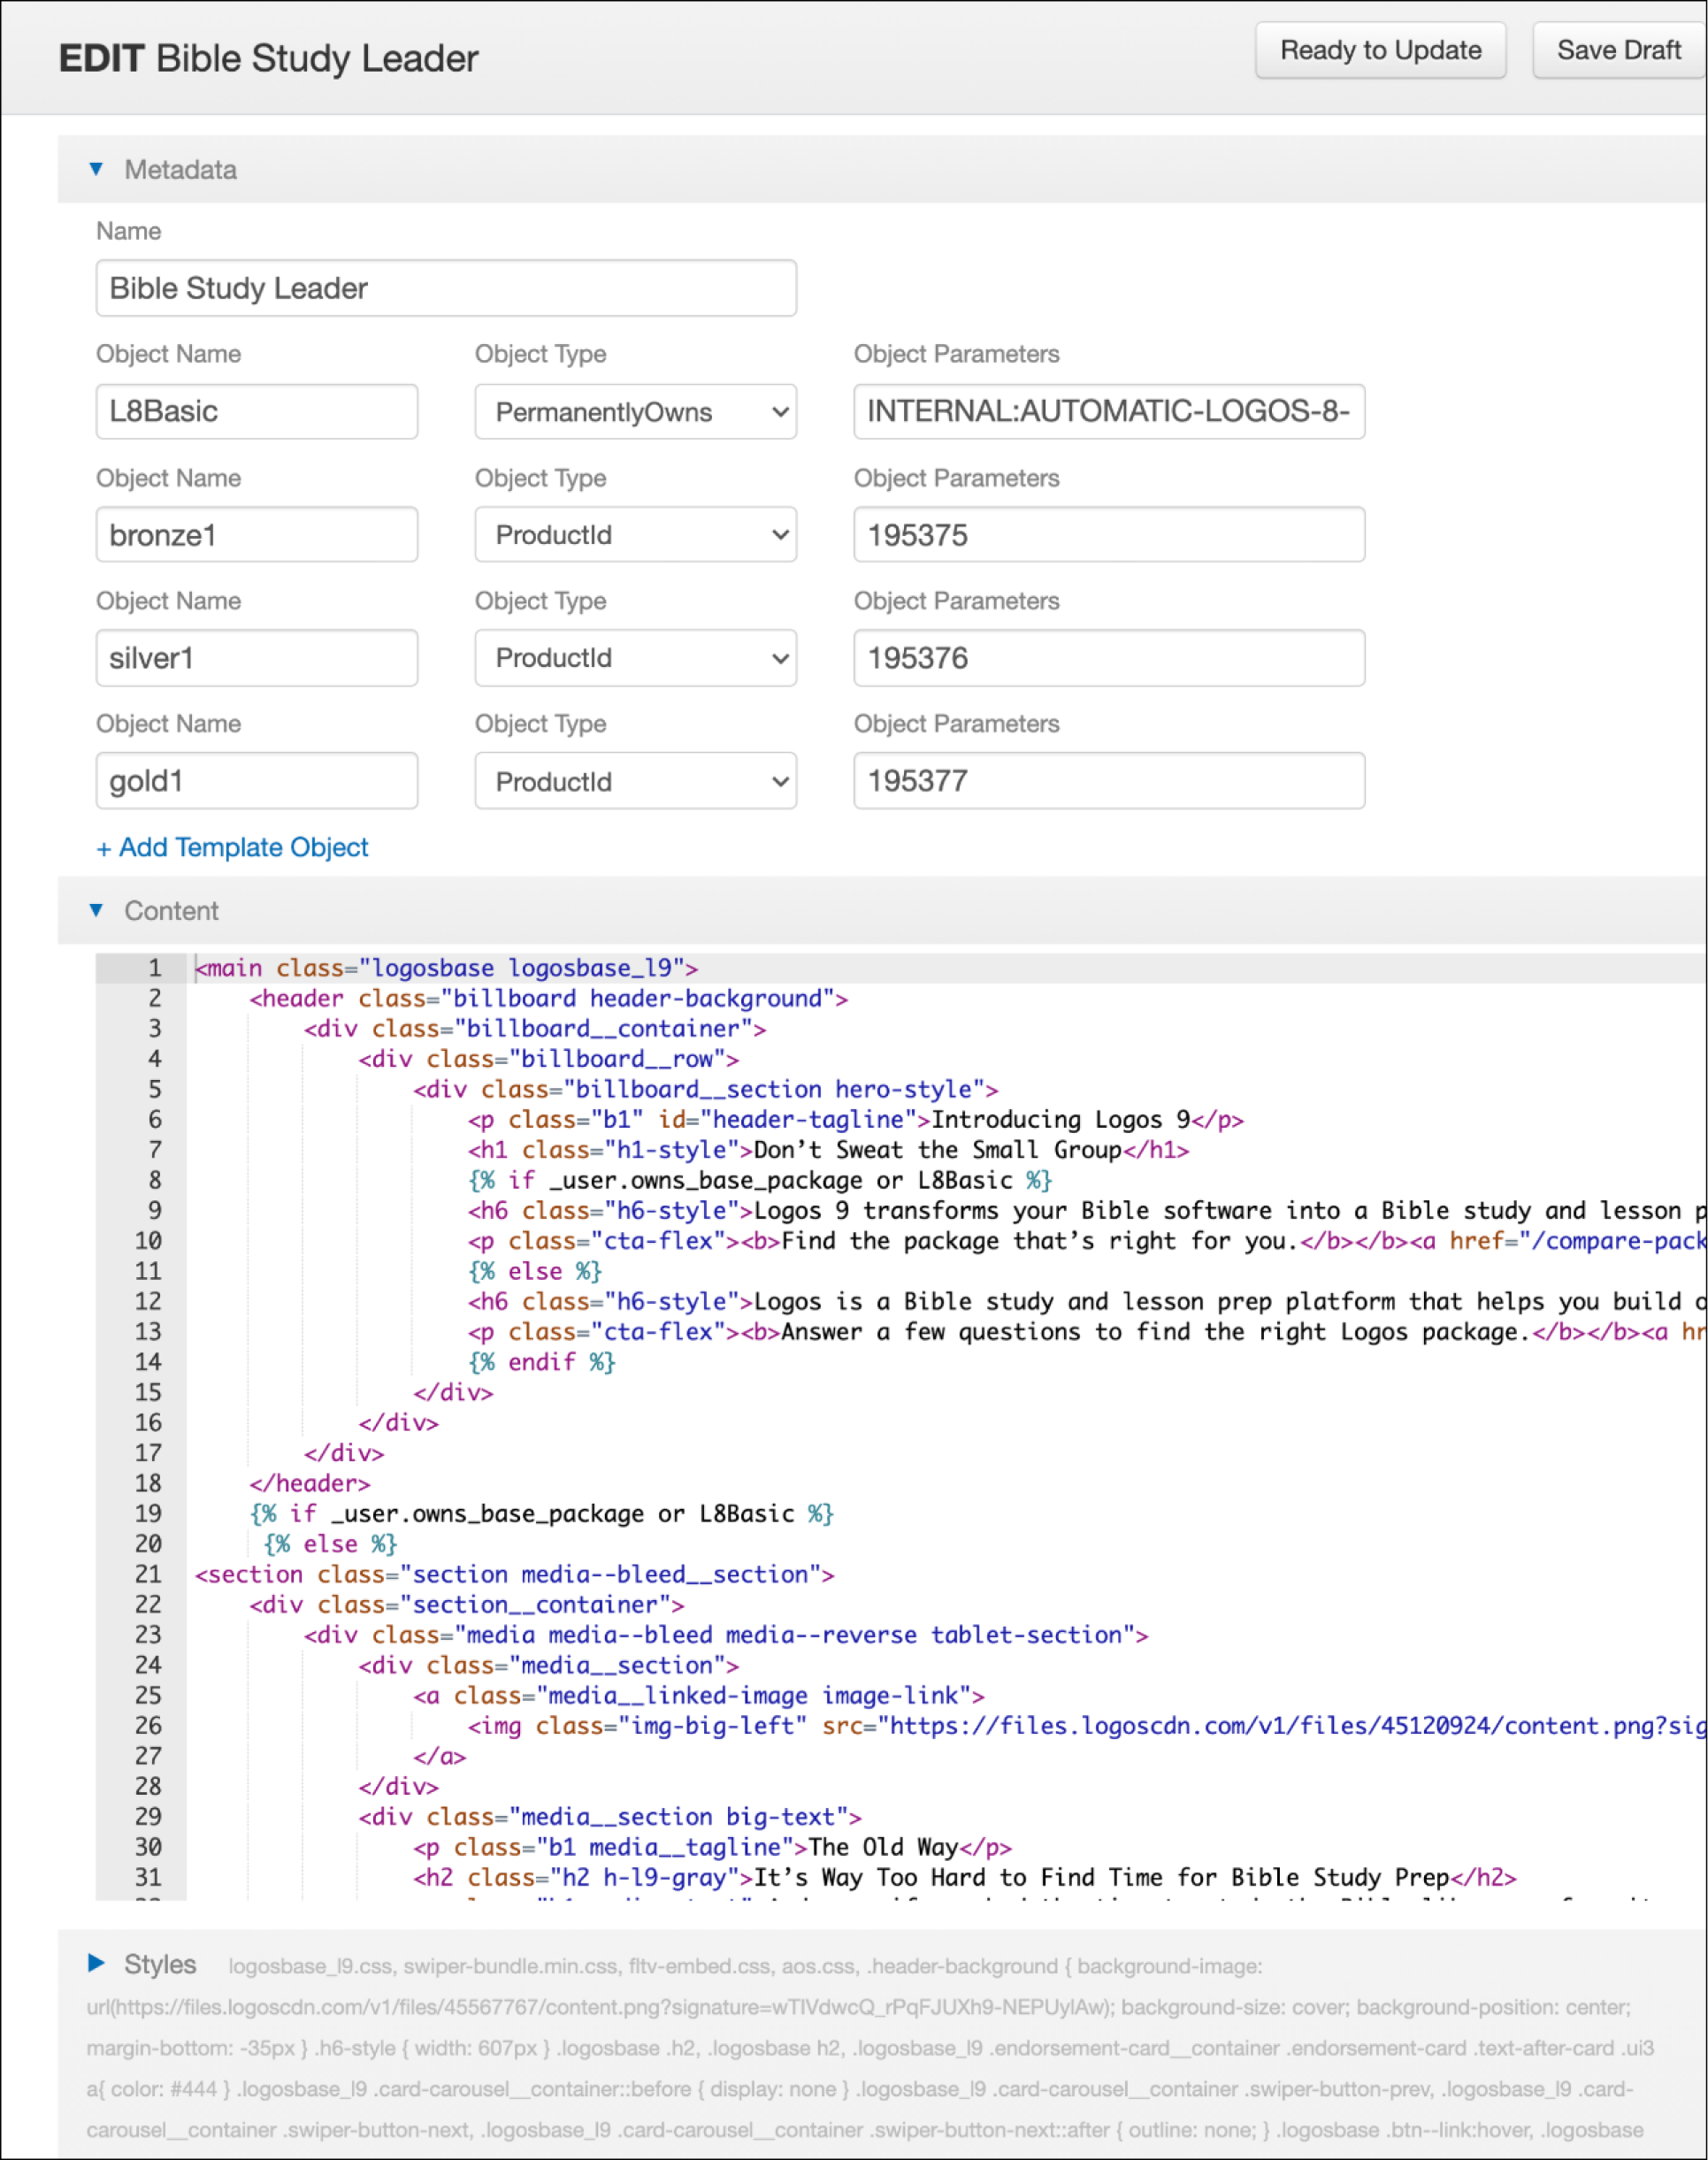 EDIT Bible Study Leader
Ready to Update
Save Draft
Metadata
Name
Bible Study Leader
Object Name Object Type Object Parameters
L8Basic PermanentlyOwns INTERNAL:AUTOMATIC-LOGOS-8-
Object Name Object Type Object Parameters
bronze1 ProductId 195375
Object Name Object Type Object Parameters
silver1 ProductId 195376
Object Name Object Type Object Parameters
gold1 ProductId 195377
+ Add Template Object
Content
1 <main class="logosbase logosbase_l9">
2 <header class="billboard header-background">
3 <div class="billboard__container">
4 <div class="billboard__row">
5 <div class="billboard__section hero-style">
6 <p class="b1" id="header-tagline">Introducing Logos 9</p>
7 <h1 class="h1-style">Don’t Sweat the Small Group</h1>
8 {% if _user.owns_base_package or L8Basic %}
9 <h6 class="h6-style">Logos 9 transforms your Bible software into a Bible study and lesson p
10 <p class="cta-flex"><b>Find the package that’s right for you.</b></b><a href="/compare-pack
11 {% else %}
12 <h6 class="h6-style">Logos is a Bible study and lesson prep platform that helps you build o
13 <p class="cta-flex"><b>Answer a few questions to find the right Logos package.</b></b><a hr
14 {% endif %}
15 </div>
16 </div>
17 </div>
18 </header>
19 {% if _user.owns_base_package or L8Basic %}
20 {% else %}
21 <section class="section media--bleed__section">
22 <div class="section__container">
23 <div class="media media--bleed media--reverse tablet-section">
24 <div class="media__section">
25 <a class="media__linked-image image-link">
26 <img class="img-big-left" src="https://files.logoscdn.com/v1/files/45120924/content.png?sig
27 </a>
28 </div>
29 <div class="media__section big-text">
30 <p class="b1 media__tagline">The Old Way</p>
31 <h2 class="h2 h-l9-gray">It’s Way Too Hard to Find Time for Bible Study Prep</h2>
Styles logosbase_l9.css, swiper-bundle.min.css, fltv-embed.css, aos.css, .header-background { background-image:
url(https://files.logoscdn.com/v1/files/45567767/content.png?signature=wTlVdwcQ_rPqFJUXh9-NEPUylAw); background-size: cover; background-position: center;
margin-bottom: -35px } .h6-style { width: 607px } .logosbase .h2, .logosbase h2, .logosbase_l9 .endorsement-card__container .endorsement-card .text-after-card .ui3
a{ color: #444 } .logosbase_l9 .card-carousel__container::before { display: none } .logosbase_l9 .card-carousel__container .swiper-button-prev, .logosbase_l9 .card-
carousel__container .swiper-button-next, .logosbase_l9 .card-carousel__container .swiper-button-next::after { outline: none; } .logosbase .btn--link:hover, .logosbase